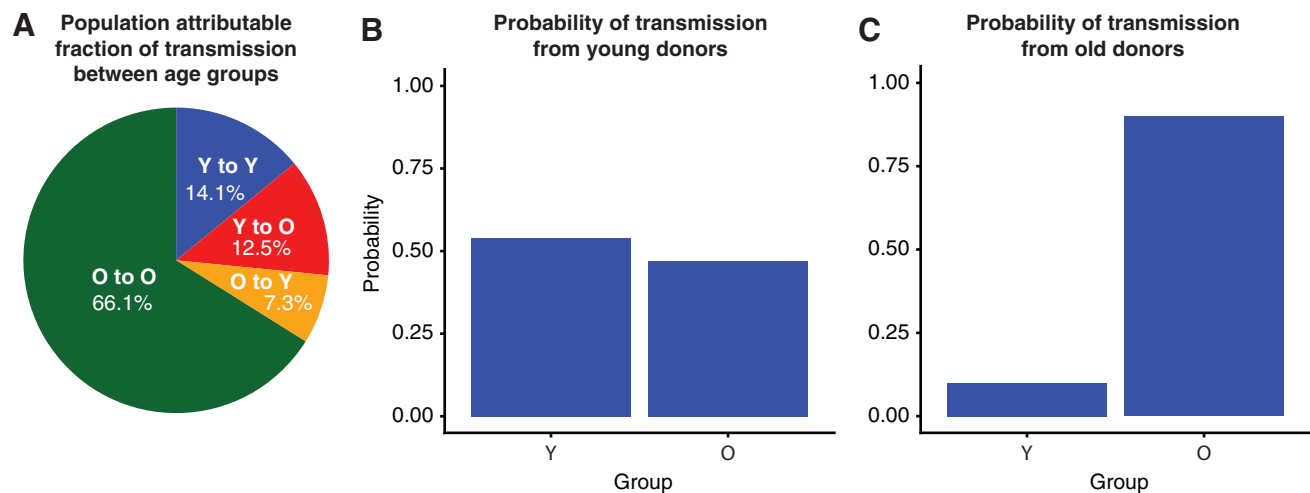 A
Population attributable
fraction of transmission
between age groups
Y to Y
14.1%
Y to O
12.5%
O to Y
7.3%
O to O
66.1%
B
Probability of transmission
from young donors
Probability
1.00
0.75
0.50
0.25
0.00
Y
O
Group
C
Probability of transmission
from old donors
1.00
0.75
0.50
0.25
0.00
Y
O
Group